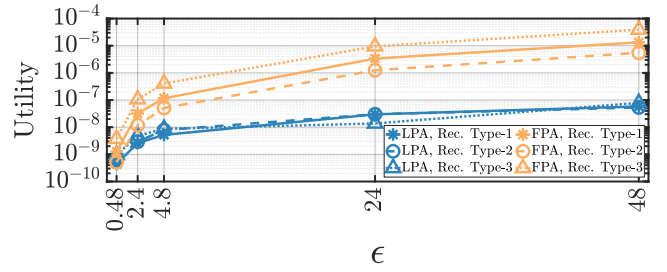 Utility
10^-4
10^-5
10^-6
10^-7
10^-8
10^-9
10^-10
0.48
2.4
4.8
24
48
ϵ
LPA, Rec. Type-1 FPA, Rec. Type-1
LPA, Rec. Type-2 FPA, Rec. Type-2
LPA, Rec. Type-3 FPA, Rec. Type-3